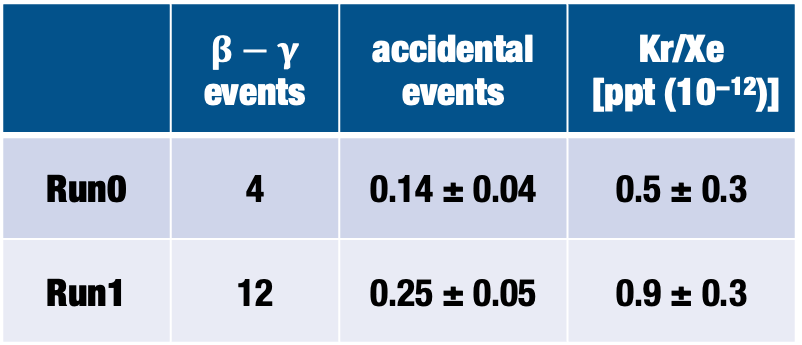 β − γ events accidental events Kr/Xe [ppt (10⁻¹²)]
Run0 4 0.14 ± 0.04 0.5 ± 0.3
Run1 12 0.25 ± 0.05 0.9 ± 0.3